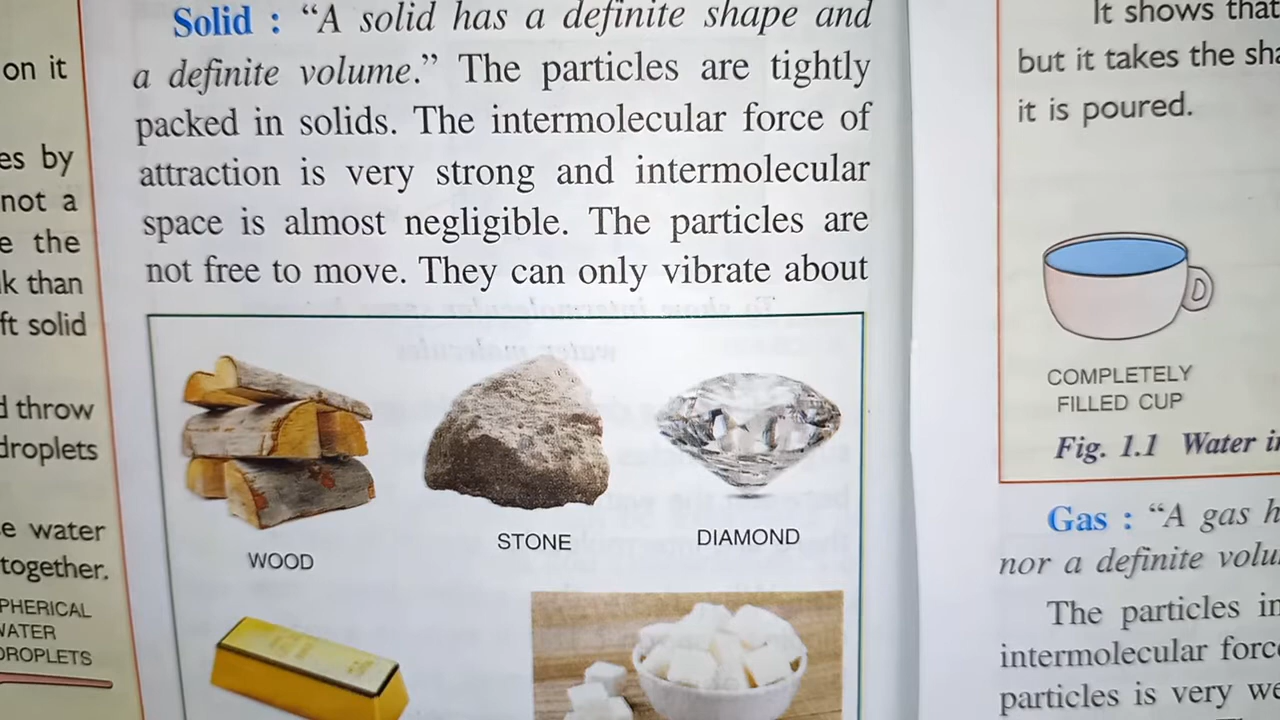 on it
es by
not a
e the
k than
ft solid
d throw
droplets
e water
together.
PHERICAL
WATER
DROPLETS
Solid : “A solid has a definite shape and
a definite volume.” The particles are tightly
packed in solids. The intermolecular force of
attraction is very strong and intermolecular
space is almost negligible. The particles are
not free to move. They can only vibrate about
WOOD
STONE
DIAMOND
It shows that
but it takes the sha
it is poured.
COMPLETELY
FILLED CUP
Fig. 1.1 Water i
Gas : “A gas h
nor a definite volu
The particles in
intermolecular forc
particles is very we